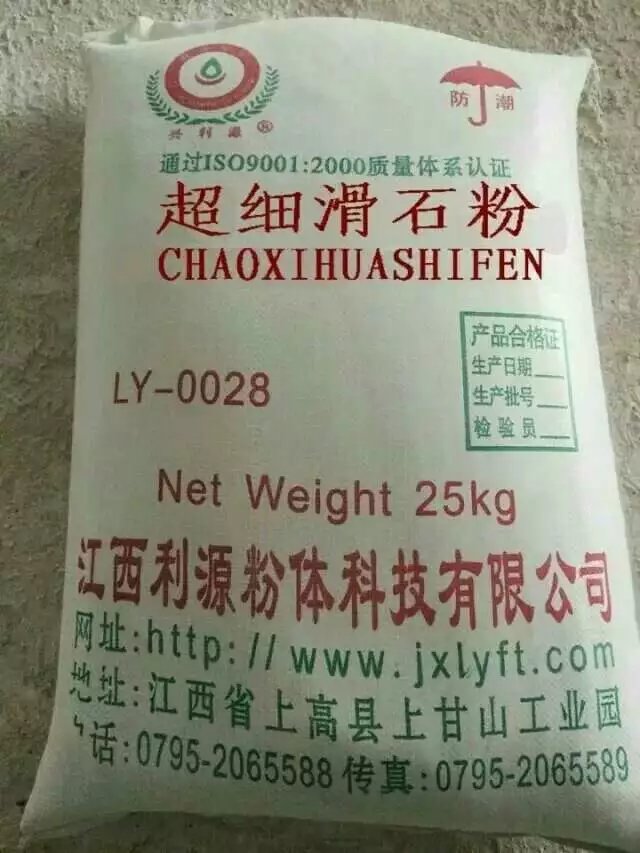 兴利源®
防潮
通过ISO9001:2000质量体系认证
超细滑石粉
CHAOXIHUASHIFEN
产品合格证
生产日期
生产批号
检验员
LY-0028
Net Weight 25kg
江西利源粉体科技有限公司
网址:http://www.jxlyft.com
地址:江西省上高县上甘山工业园
话:0795-2065588 传真:0795-2065589